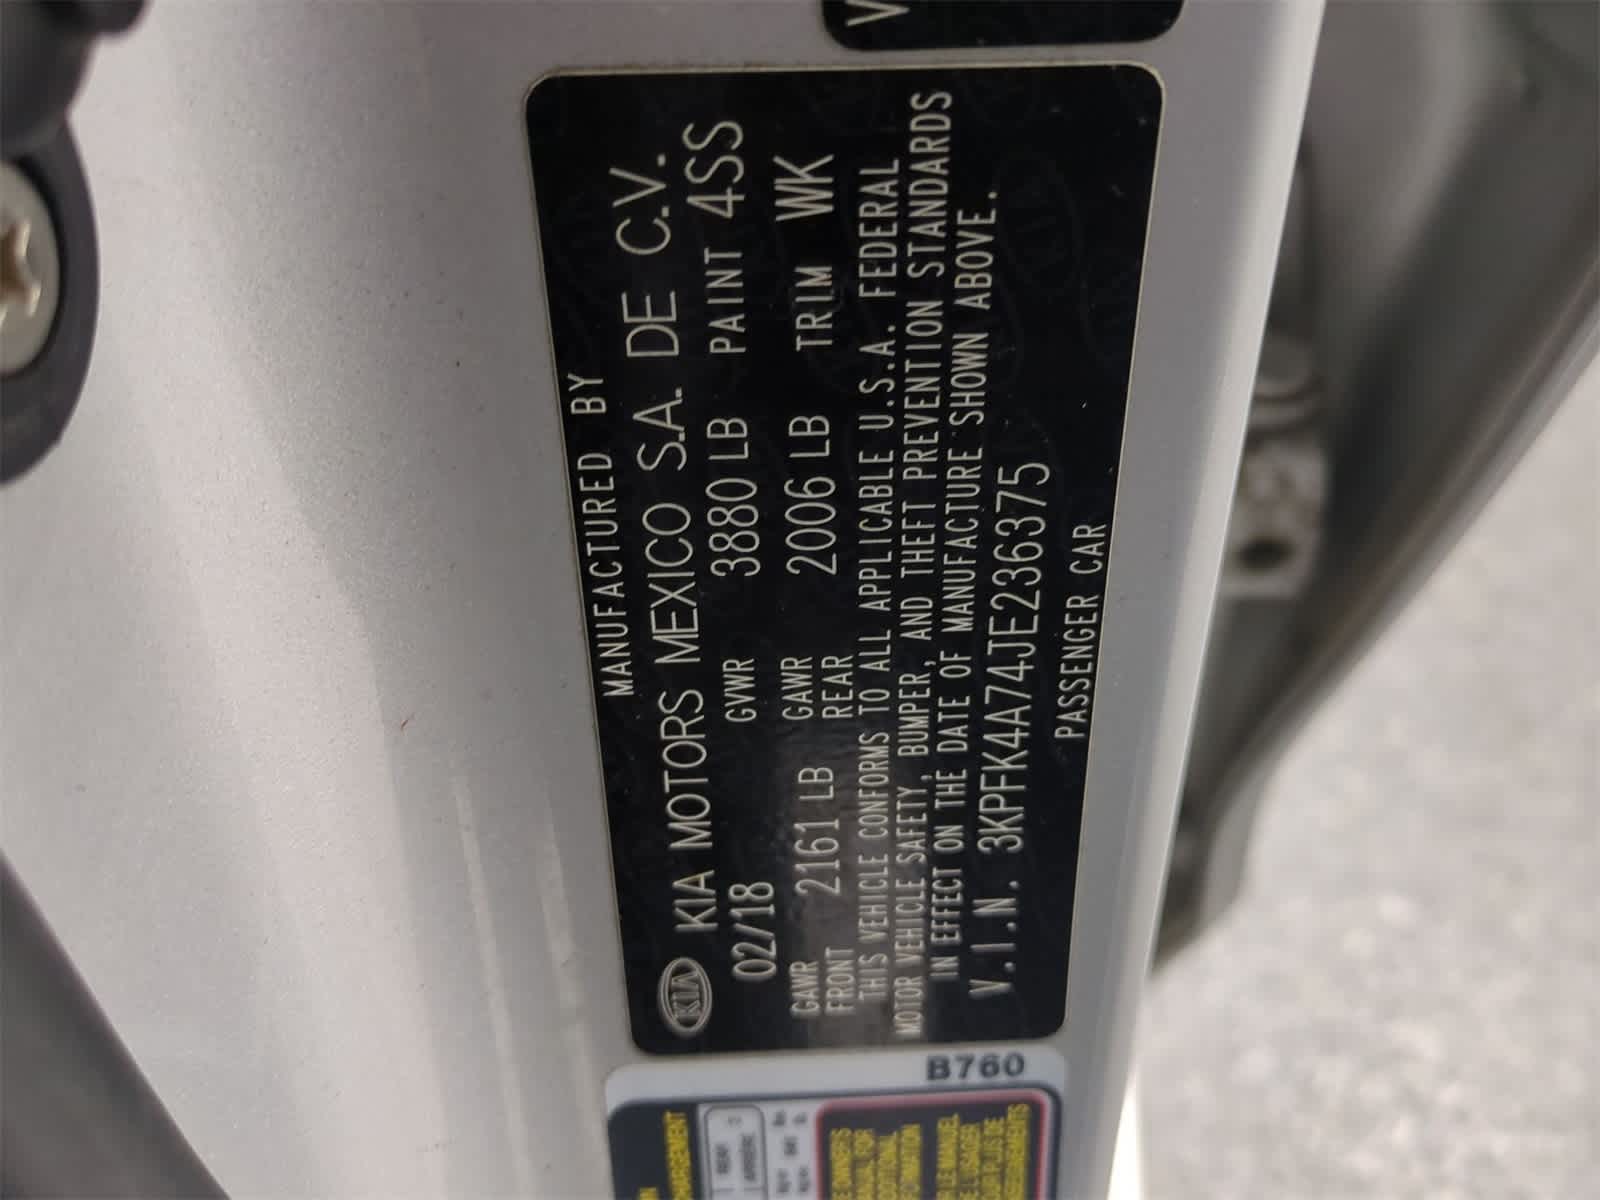 V
MANUFACTURED BY
KIA KIA MOTORS MEXICO S.A. DE C.V.
02/18 GVWR 3880 LB PAINT 4SS
GAWR FRONT 2161 LB GAWR REAR 2006 LB TRIM WK
THIS VEHICLE CONFORMS TO ALL APPLICABLE U.S.A. FEDERAL
MOTOR VEHICLE SAFETY, BUMPER, AND THEFT PREVENTION STANDARDS
IN EFFECT ON THE DATE OF MANUFACTURE SHOWN ABOVE.
V.I.N. 3KPFK4A74JE236375
PASSENGER CAR
B760
REAR